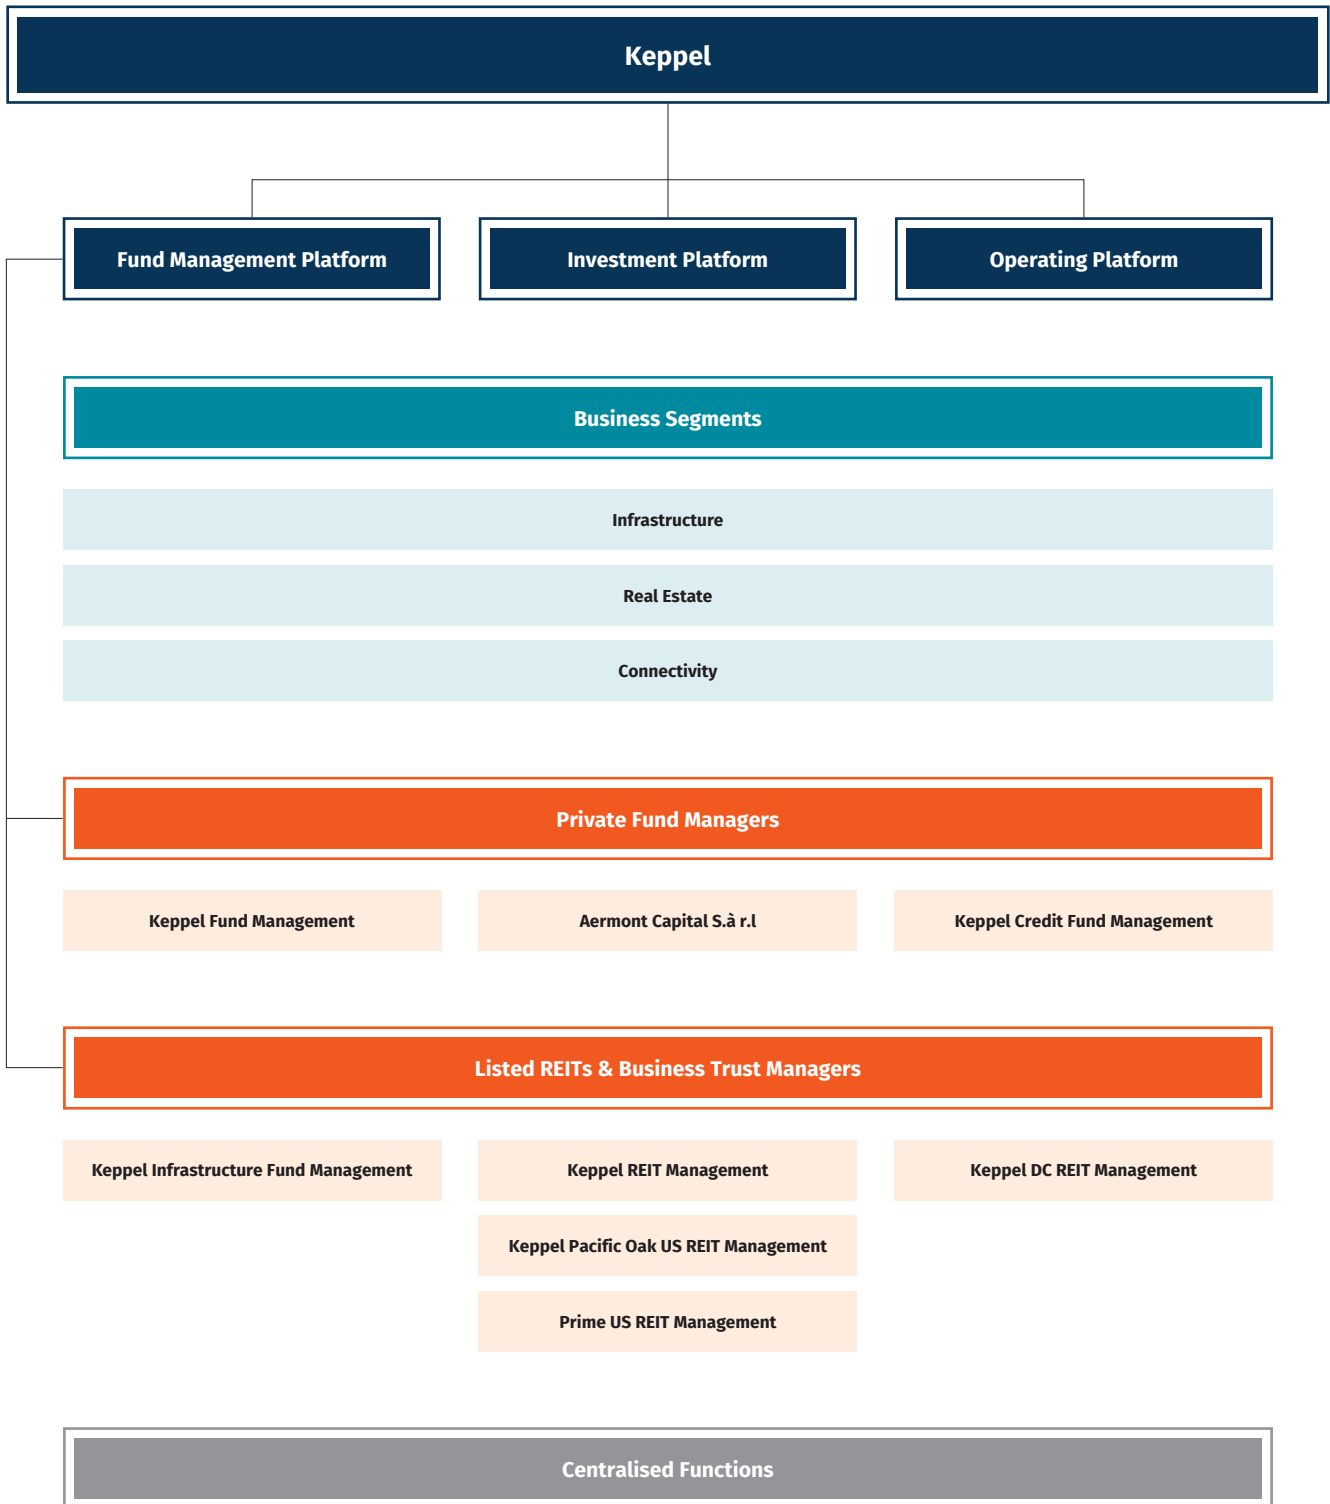 Keppel
Fund Management Platform
Investment Platform
Operating Platform
Business Segments
Infrastructure
Real Estate
Connectivity
Private Fund Managers
Keppel Fund Management
Aermont Capital S.à r.l
Keppel Credit Fund Management
Listed REITs & Business Trust Managers
Keppel Infrastructure Fund Management
Keppel REIT Management
Keppel DC REIT Management
Keppel Pacific Oak US REIT Management
Prime US REIT Management
Centralised Functions